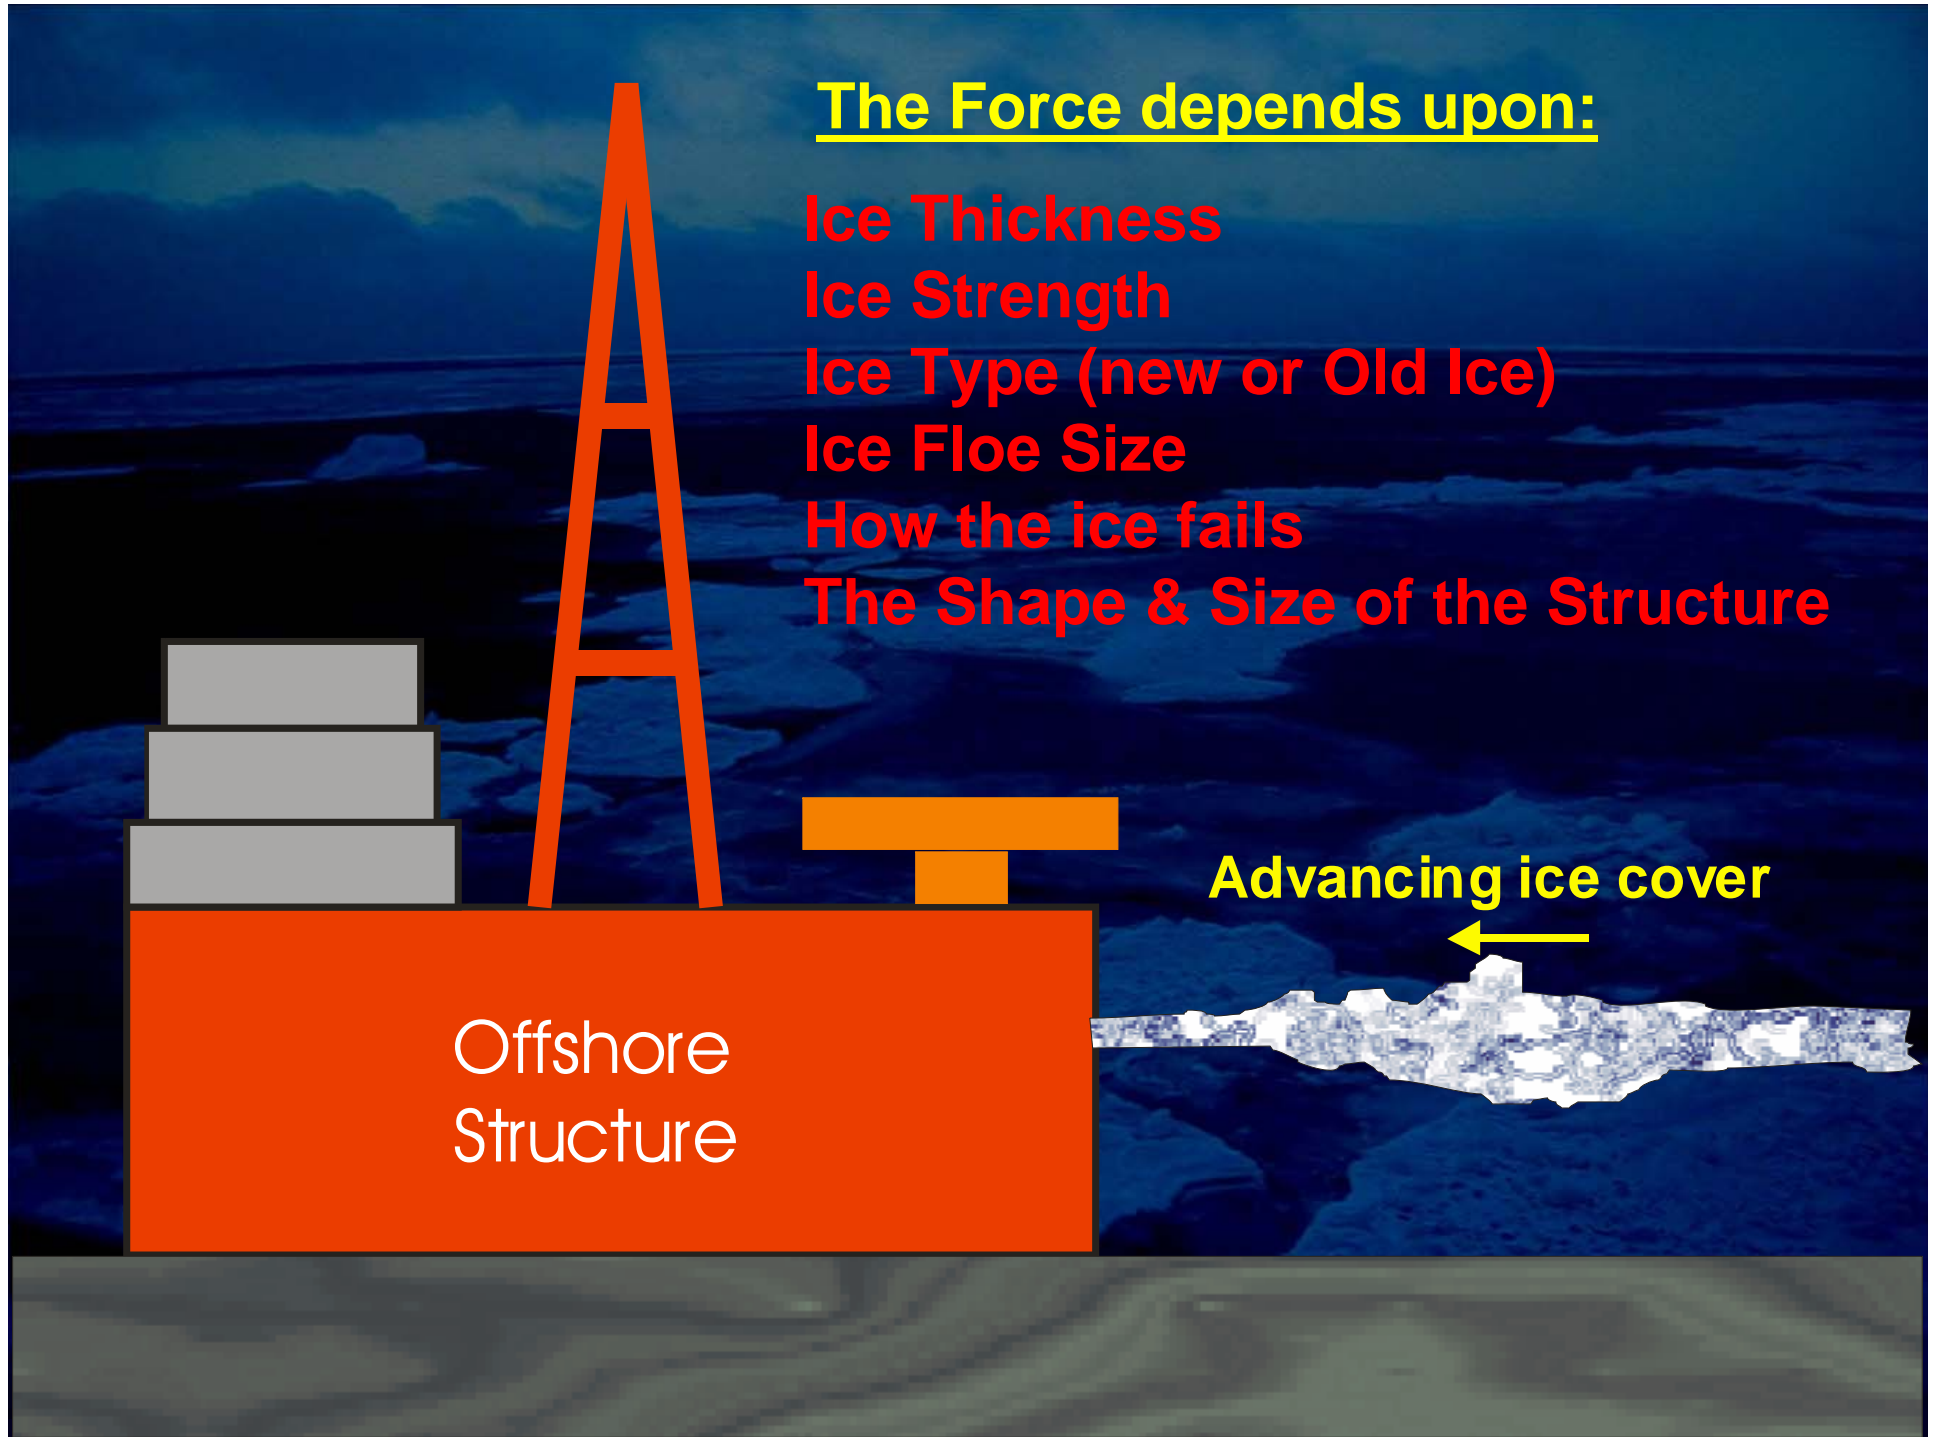 The Force depends upon:
Ice Thickness
Ice Strength
Ice Type (new or Old Ice)
Ice Floe Size
How the ice fails
The Shape & Size of the Structure
Advancing ice cover
Offshore
Structure